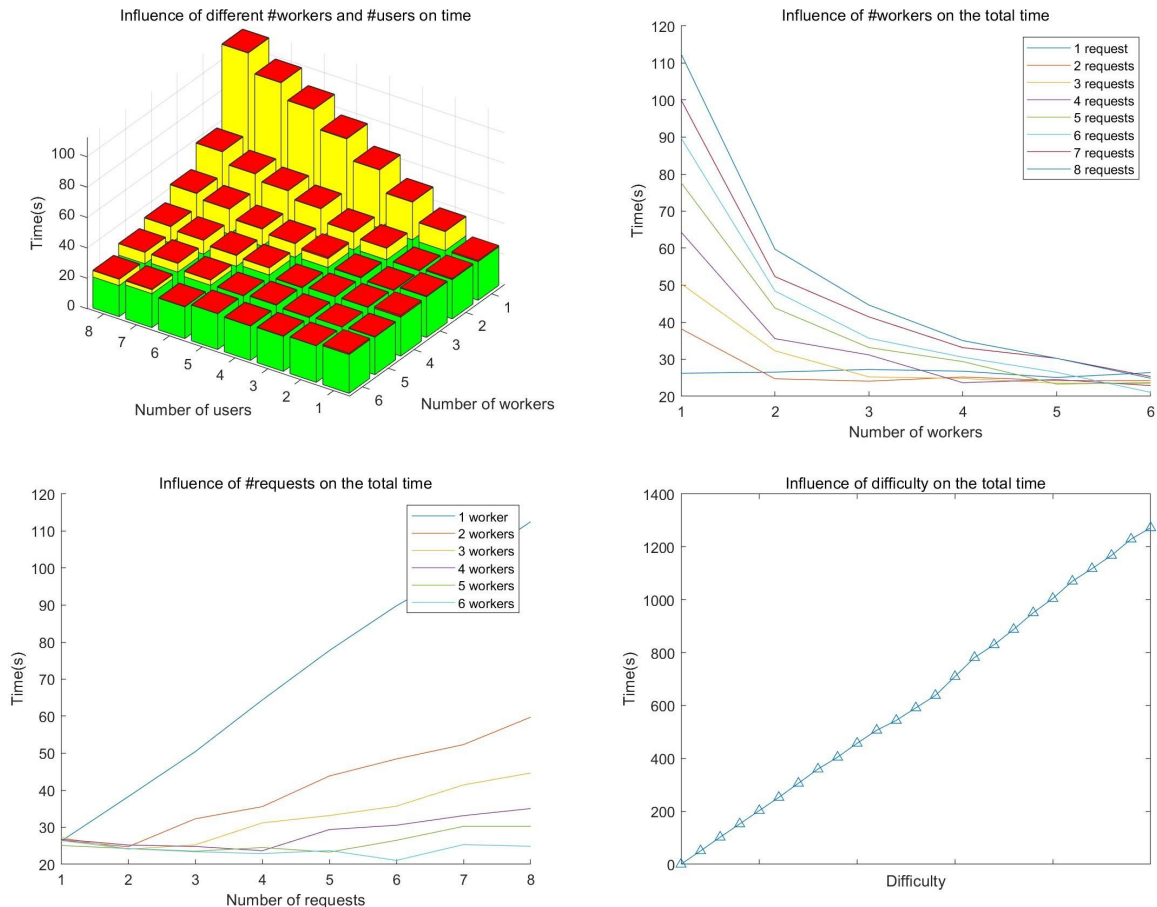 Influence of different #workers and #users on time
100
80
60
40
20
0
Time(s)
8
7
6
5
4
3
2
1
Number of users
1
2
3
4
5
6
Number of workers
Influence of #workers on the total time
120
110
100
90
80
70
60
50
40
30
20
Time(s)
1 request
2 requests
3 requests
4 requests
5 requests
6 requests
7 requests
8 requests
1 2 3 4 5 6
Number of workers
Influence of #requests on the total time
120
110
100
90
80
70
60
50
40
30
20
Time(s)
1 worker
2 workers
3 workers
4 workers
5 workers
6 workers
1 2 3 4 5 6 7 8
Number of requests
Influence of difficulty on the total time
1400
1200
1000
800
600
400
200
0
Time(s)
Difficulty